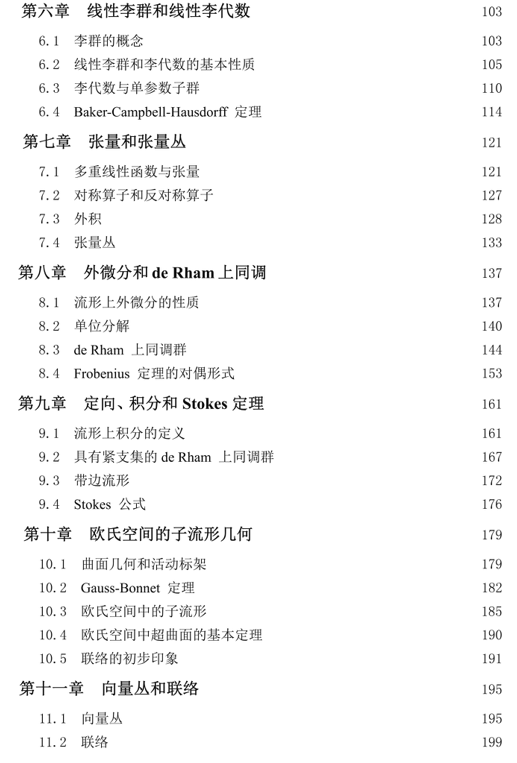 第六章 线性李群和线性李代数 103
6.1 李群的概念 103
6.2 线性李群和李代数的基本性质 105
6.3 李代数与单参数子群 110
6.4 Baker-Campbell-Hausdorff 定理 114
第七章 张量和张量丛 121
7.1 多重线性函数与张量 121
7.2 对称算子和反对称算子 127
7.3 外积 128
7.4 张量丛 133
第八章 外微分和 de Rham 上同调 137
8.1 流形上外微分的性质 137
8.2 单位分解 140
8.3 de Rham 上同调群 144
8.4 Frobenius 定理的对偶形式 153
第九章 定向、积分和 Stokes 定理 161
9.1 流形上积分的定义 161
9.2 具有紧支集的 de Rham 上同调群 167
9.3 带边流形 172
9.4 Stokes 公式 176
第十章 欧氏空间的子流形几何 179
10.1 曲面几何和活动标架 179
10.2 Gauss-Bonnet 定理 182
10.3 欧氏空间中的子流形 185
10.4 欧氏空间中超曲面的基本定理 190
10.5 联络的初步印象 191
第十一章 向量丛和联络 195
11.1 向量丛 195
11.2 联络 199